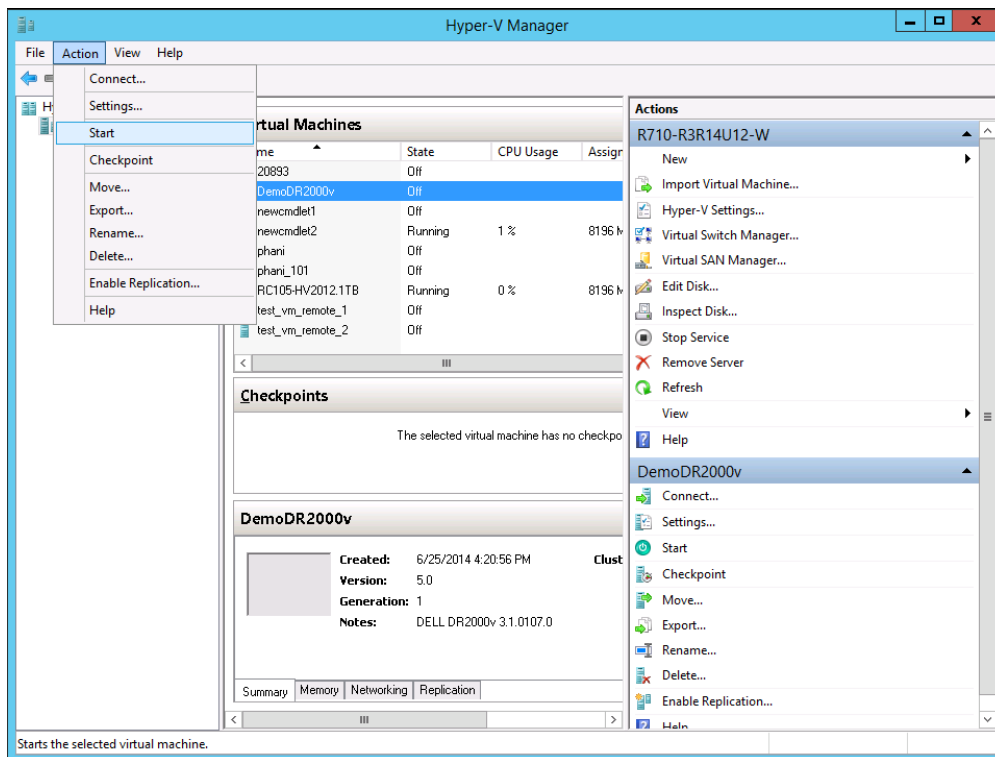 Hyper-V Manager
File Action View Help
Connect...
Settings...
Start
Checkpoint
Move...
Export...
Rename...
Delete...
Enable Replication...
Help
Hy
rtual Machines
me State CPU Usage Assign
20893 Off
DemoDR2000v Off
newcmdlet1 Off
newcmdlet2 Running 1 % 8196 M
phani Off
phani_101 Off
RC105-HV2012.1TB Running 0 % 8196 M
test_vm_remote_1 Off
test_vm_remote_2 Off
Checkpoints
The selected virtual machine has no checkpo
DemoDR2000v
Created: 6/25/2014 4:20:56 PM Clust
Version: 5.0
Generation: 1
Notes: DELL DR2000v 3.1.0107.0
Summary Memory Networking Replication
Actions
R710-R3R14U12-W
New
Import Virtual Machine...
Hyper-V Settings...
Virtual Switch Manager...
Virtual SAN Manager...
Edit Disk...
Inspect Disk...
Stop Service
Remove Server
Refresh
View
Help
DemoDR2000v
Connect...
Settings...
Start
Checkpoint
Move...
Export...
Rename...
Delete...
Enable Replication...
Help
Starts the selected virtual machine.